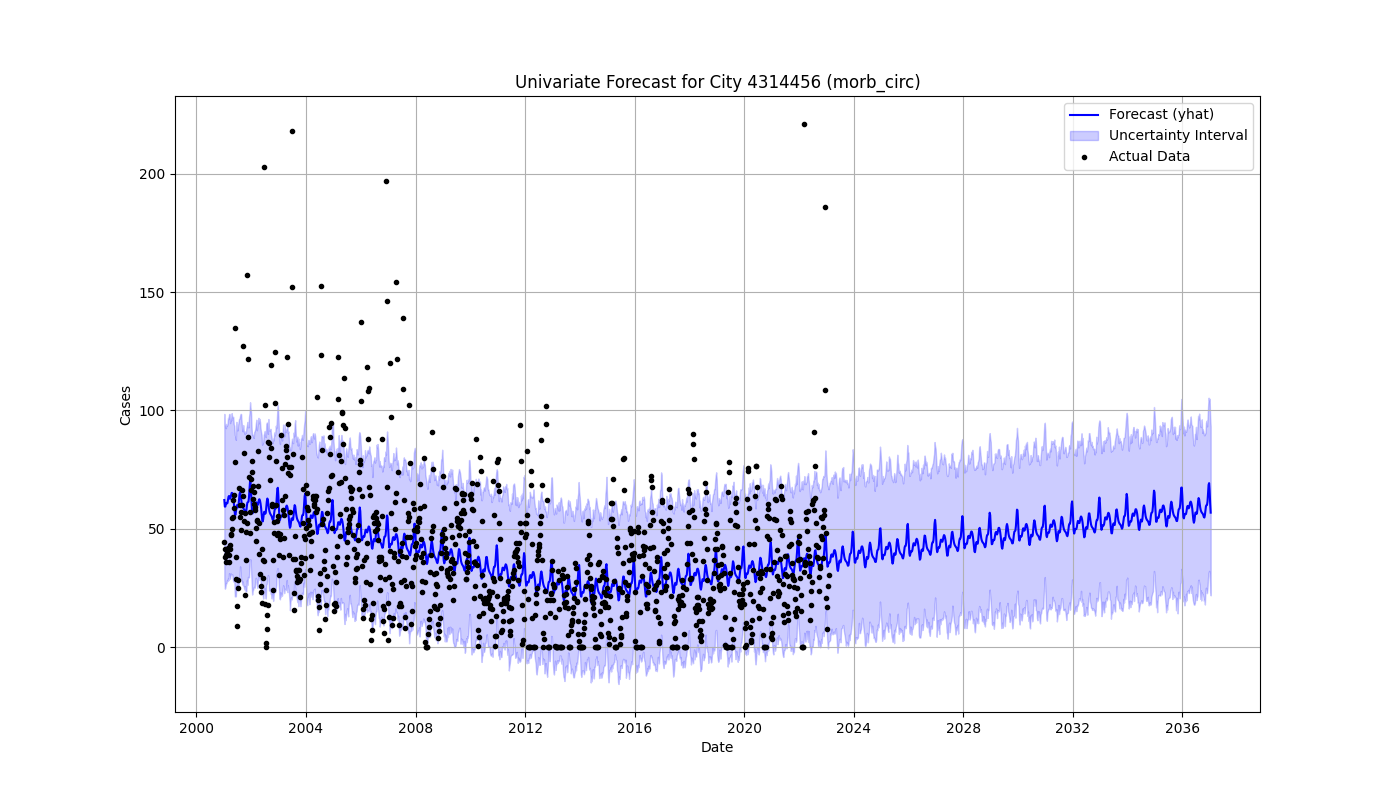 Univariate Forecast for City 4314456 (morb_circ)
Forecast (yhat)
Uncertainty Interval
Actual Data
200
150
100
50
0
Cases
2000 2004 2008 2012 2016 2020 2024 2028 2032 2036
Date